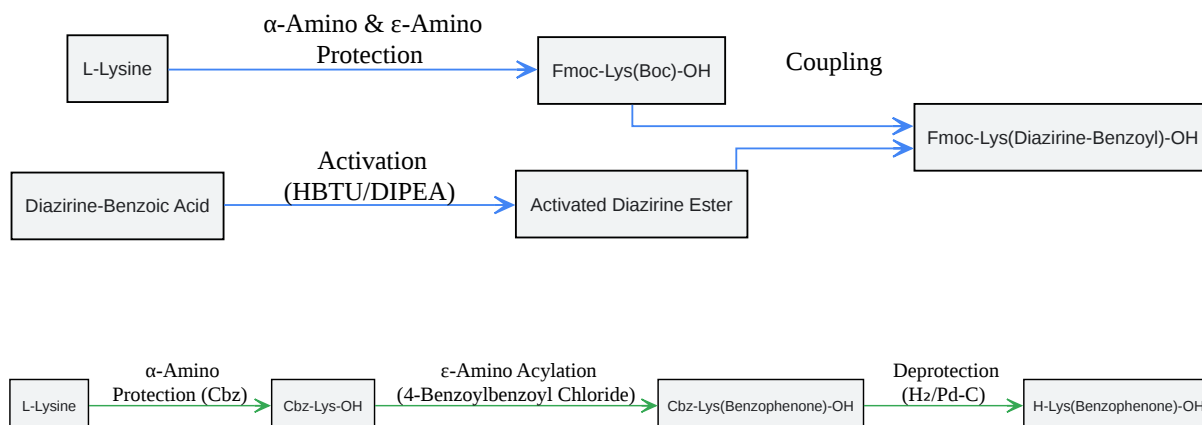 α-Amino & ε-Amino
Protection
L-Lysine
Fmoc-Lys(Boc)-OH
Coupling
Fmoc-Lys(Diazirine-Benzoyl)-OH
Activation
(HBTU/DIPEA)
Diazirine-Benzoic Acid
Activated Diazirine Ester
α-Amino
Protection (Cbz)
ε-Amino Acylation
(4-Benzoylbenzoyl Chloride)
Deprotection
(H₂/Pd-C)
L-Lysine
Cbz-Lys-OH
Cbz-Lys(Benzophenone)-OH
H-Lys(Benzophenone)-OH